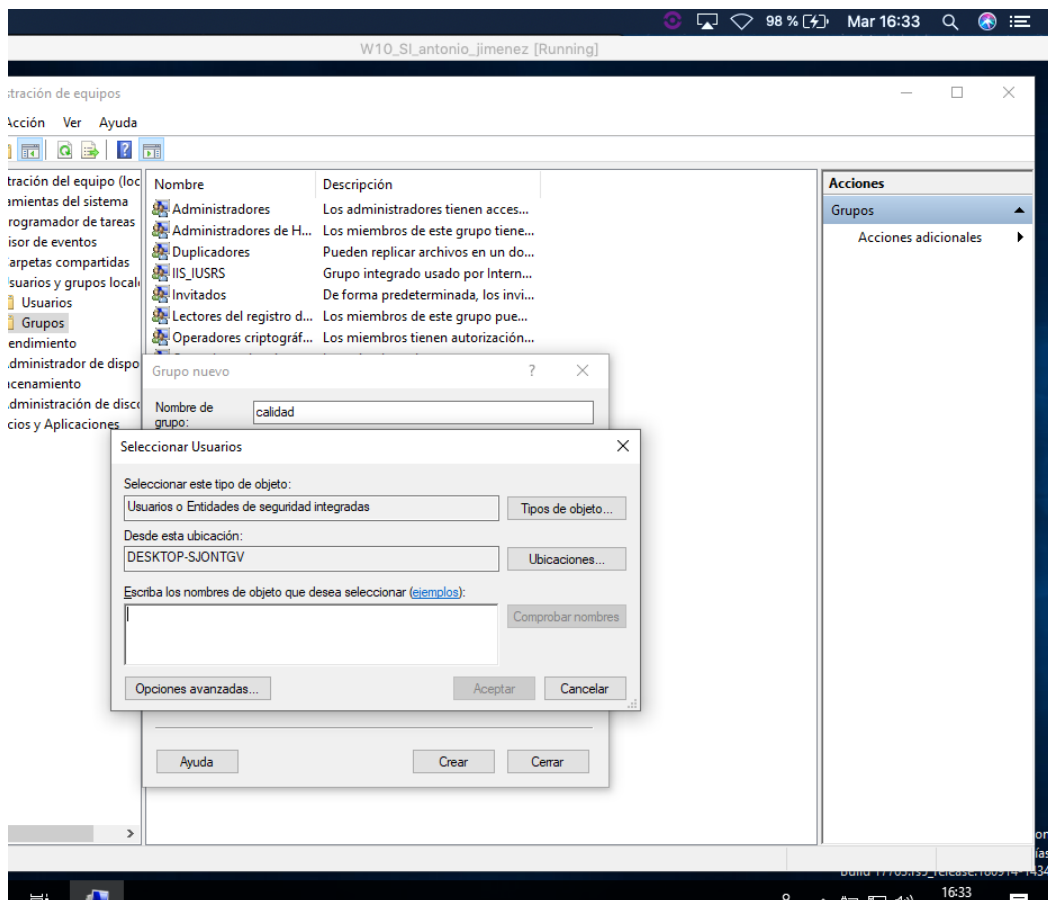 98 % Mar 16:33
W10_SI_antonio_jimenez [Running]
stración de equipos
Acción Ver Ayuda
tración del equipo (loc
amientas del sistema
rogramador de tareas
isor de eventos
arpetas compartidas
suarios y grupos locale
Usuarios
Grupos
endimiento
dministrador de dispo
acenamiento
dministración de disco
cios y Aplicaciones
Nombre Descripción
Administradores Los administradores tienen acces...
Administradores de H... Los miembros de este grupo tiene...
Duplicadores Pueden replicar archivos en un do...
IIS_IUSRS Grupo integrado usado por Intern...
Invitados De forma predeterminada, los invi...
Lectores del registro d... Los miembros de este grupo pue...
Operadores criptográf... Los miembros tienen autorización...
Acciones
Grupos
Acciones adicionales
Grupo nuevo ?
Nombre de
grupo:
calidad
Seleccionar Usuarios
Seleccionar este tipo de objeto:
Usuarios o Entidades de seguridad integradas
Tipos de objeto...
Desde esta ubicación:
DESKTOP-SJONTGV
Ubicaciones...
Escriba los nombres de objeto que desea seleccionar (ejemplos):
Comprobar nombres
Opciones avanzadas... Aceptar Cancelar
Ayuda Crear Cerrar
16:33